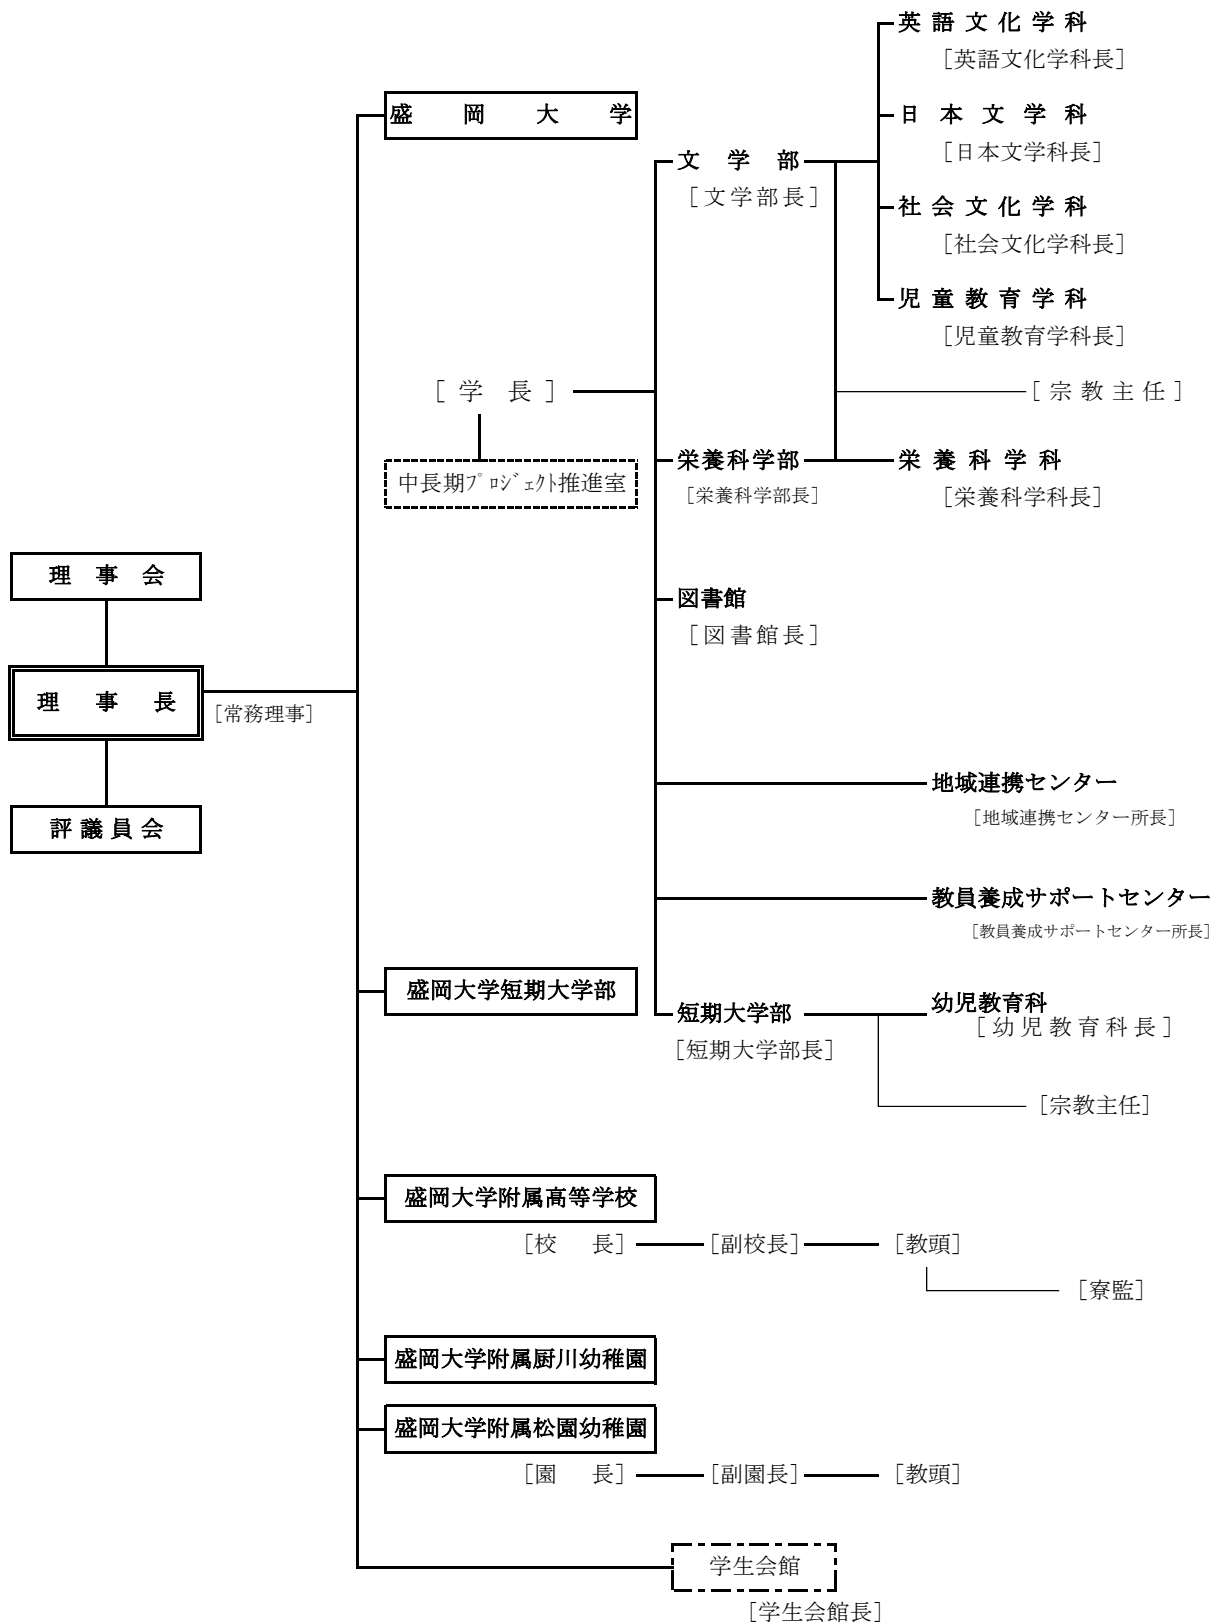 英語文化学科
[英語文化学科長]
盛岡大学
日本文学科
[日本文学科長]
文学部
[文学部長]
社会文化学科
[社会文化学科長]
児童教育学科
[児童教育学科長]
[学長]
[宗教主任]
中長期ﾌﾟﾛｼﾞｪｸﾄ推進室
栄養科学部
[栄養科学部長]
栄養科学科
[栄養科学科長]
理事会
図書館
[図書館長]
理事長
[常務理事]
評議員会
地域連携センター
[地域連携センター所長]
教員養成サポートセンター
[教員養成サポートセンター所長]
盛岡大学短期大学部
短期大学部
[短期大学部長]
幼児教育科
[幼児教育科長]
[宗教主任]
盛岡大学附属高等学校
[校長]
[副校長]
[教頭]
[寮監]
盛岡大学附属厨川幼稚園
盛岡大学附属松園幼稚園
[園長]
[副園長]
[教頭]
学生会館
[学生会館長]